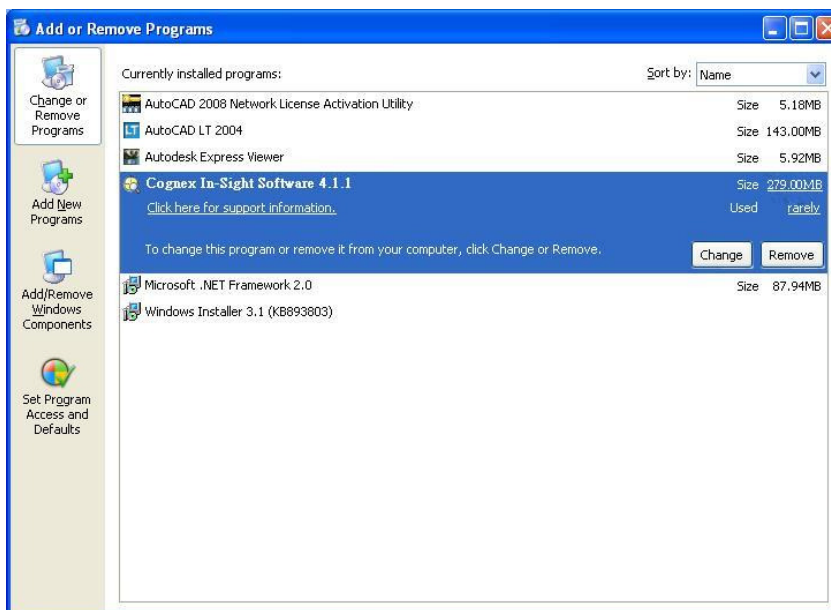 Add or Remove Programs
Change or
Remove
Programs
Add New
Programs
Add/Remove
Windows
Components
Set Program
Access and
Defaults
Currently installed programs:
Sort by: Name
AutoCAD 2008 Network License Activation Utility Size 5.18MB
LT AutoCAD LT 2004 Size 143.00MB
Autodesk Express Viewer Size 5.92MB
Cognex In-Sight Software 4.1.1 Size 279.00MB
Click here for support information. Used rarely
To change this program or remove it from your computer, click Change or Remove. Change Remove
Microsoft .NET Framework 2.0 Size 87.94MB
Windows Installer 3.1 (KB893803)